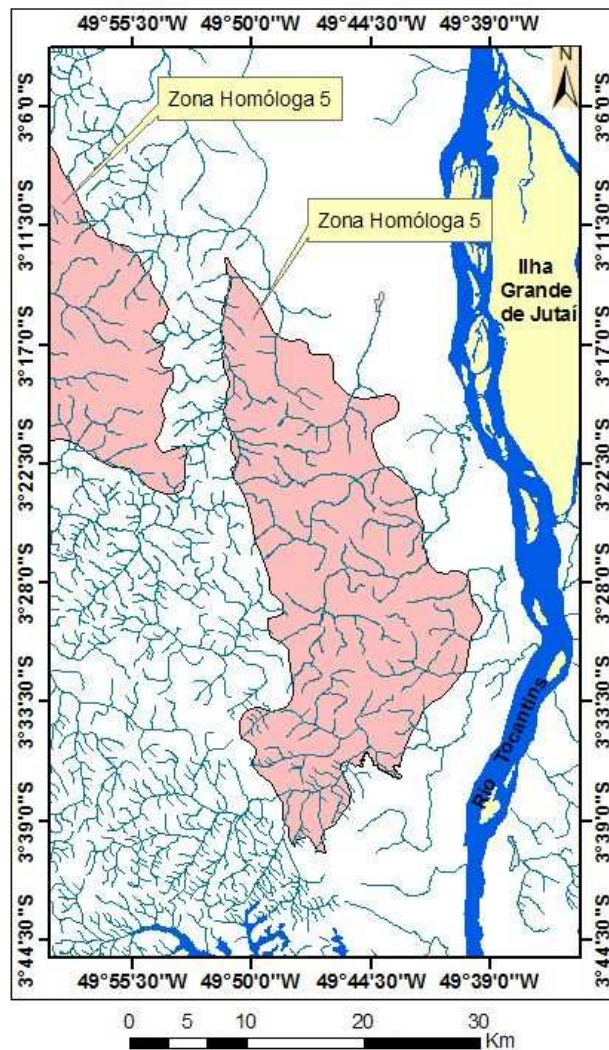 49°55'30"W 49°50'0"W 49°44'30"W 49°39'0"W
N
3°6'0"S
3°6'0"S
Zona Homóloga 5
3°11'30"S
3°11'30"S
Zona Homóloga 5
Ilha
Grande
de Jutaí
3°17'0"S
3°17'0"S
3°22'30"S
3°22'30"S
3°28'0"S
3°28'0"S
3°33'30"S
3°33'30"S
Rio Tocantins
3°39'0"S
3°39'0"S
3°44'30"S
3°44'30"S
49°55'30"W 49°50'0"W 49°44'30"W 49°39'0"W
0 5 10 20 30
Km